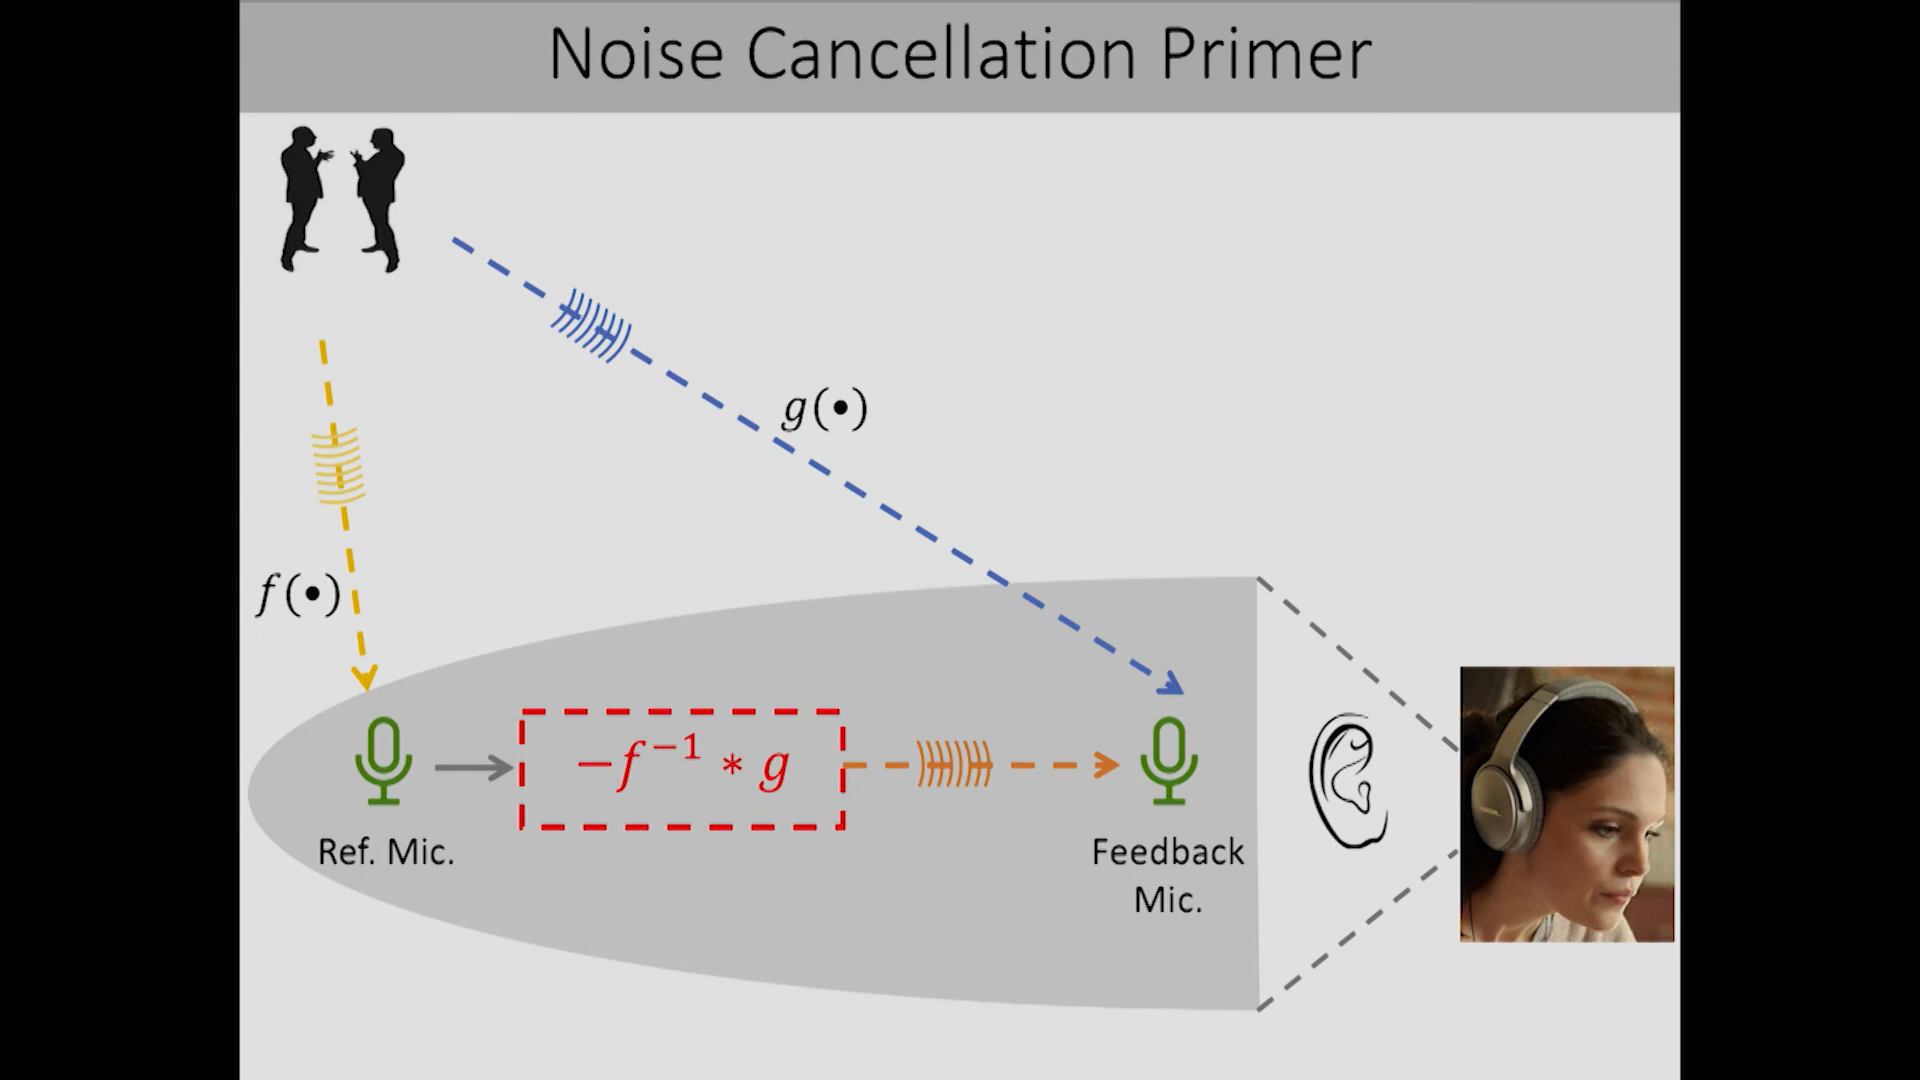 Noise Cancellation Primer
g(•)
f(•)
−f⁻¹ * g
Ref. Mic.
Feedback
Mic.